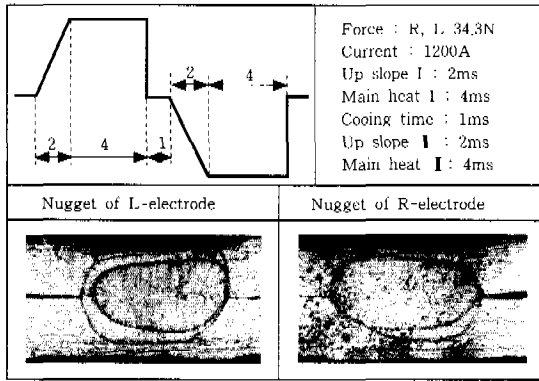 2
4
2
4
1
Force : R, L 34.3N
Current : 1200A
Up slope I : 2ms
Main heat I : 4ms
Cooing time : 1ms
Up slope II : 2ms
Main heat II : 4ms
Nugget of L-electrode
Nugget of R-electrode